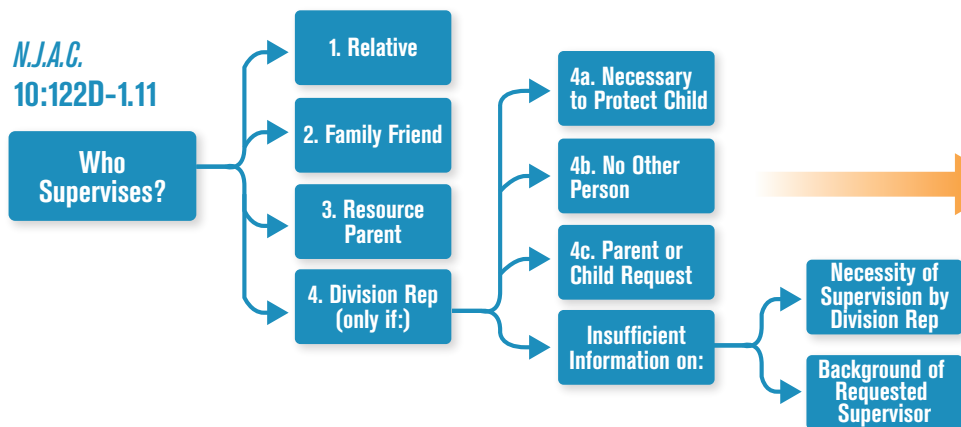 N.J.A.C.
10:122D-1.11
Who
Supervises?
1. Relative
2. Family Friend
3. Resource
Parent
4. Division Rep
(only if:)
4a. Necessary
to Protect Child
4b. No Other
Person
4c. Parent or
Child Request
Insufficient
Information on:
Necessity of
Supervision by
Division Rep
Background of
Requested
Supervisor